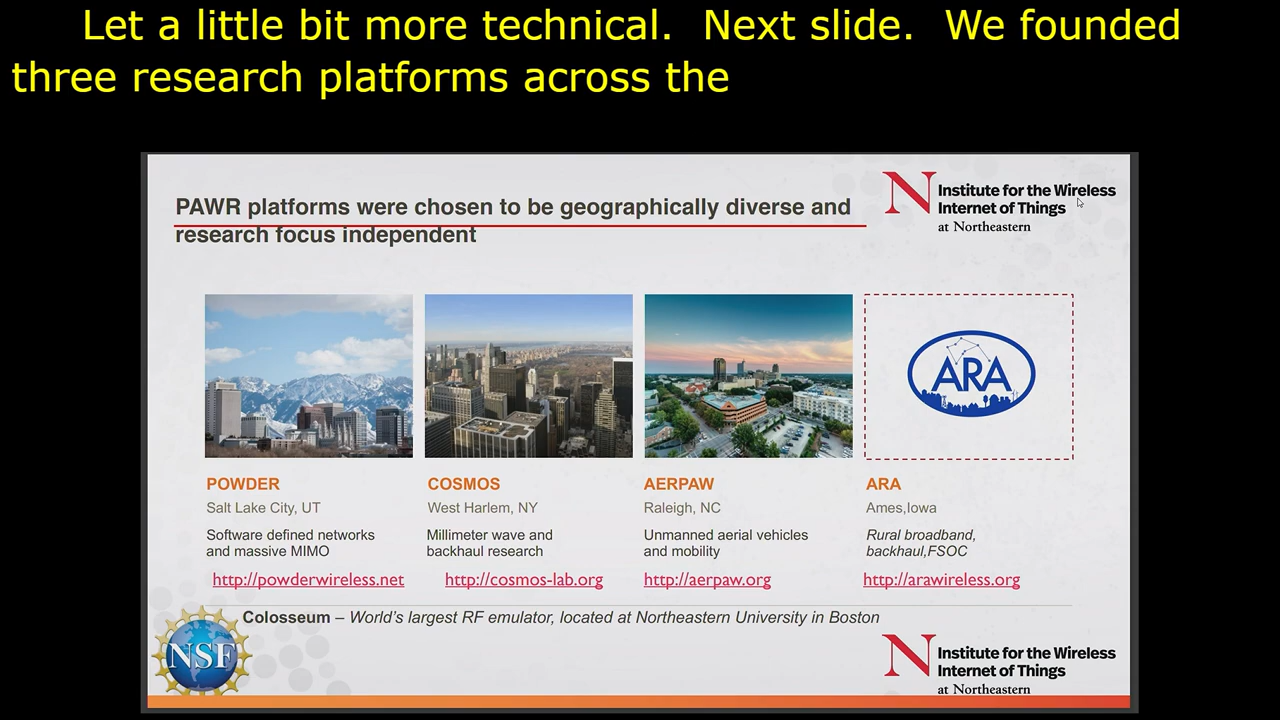 Let a little bit more technical.  Next slide.  We founded
three research platforms across the
PAWR platforms were chosen to be geographically diverse and
research focus independent
N Institute for the Wireless
Internet of Things
at Northeastern
ARA
POWDER
Salt Lake City, UT
Software defined networks
and massive MIMO
http://powderwireless.net
COSMOS
West Harlem, NY
Millimeter wave and
backhaul research
http://cosmos-lab.org
AERPAW
Raleigh, NC
Unmanned aerial vehicles
and mobility
http://aerpaw.org
ARA
Ames,Iowa
Rural broadband,
backhaul,FSOC
http://arawireless.org
Colosseum – World's largest RF emulator, located at Northeastern University in Boston
NSF
N Institute for the Wireless
Internet of Things
at Northeastern